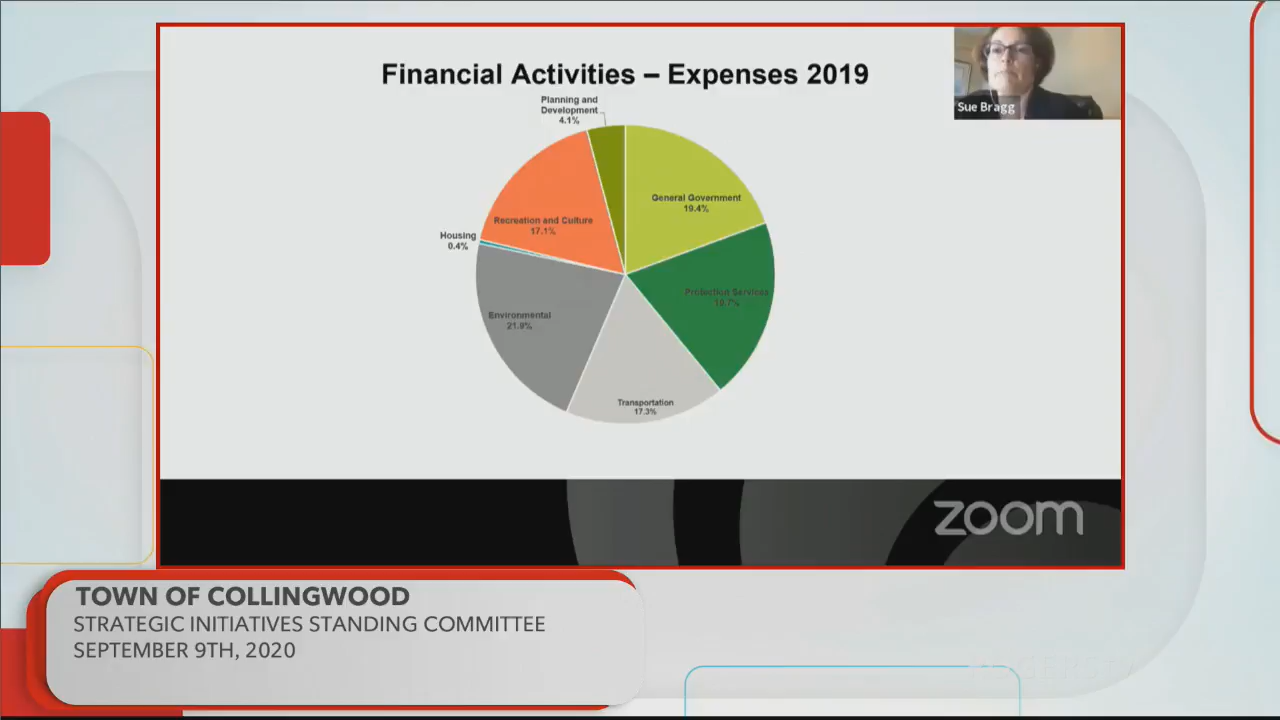 Financial Activities – Expenses 2019
Sue Bragg
Planning and
Development
4.1%
General Government
19.4%
Recreation and Culture
17.1%
Housing
0.4%
Protection Services
19.7%
Environmental
21.9%
Transportation
17.3%
zoom
TOWN OF COLLINGWOOD
STRATEGIC INITIATIVES STANDING COMMITTEE
SEPTEMBER 9TH, 2020